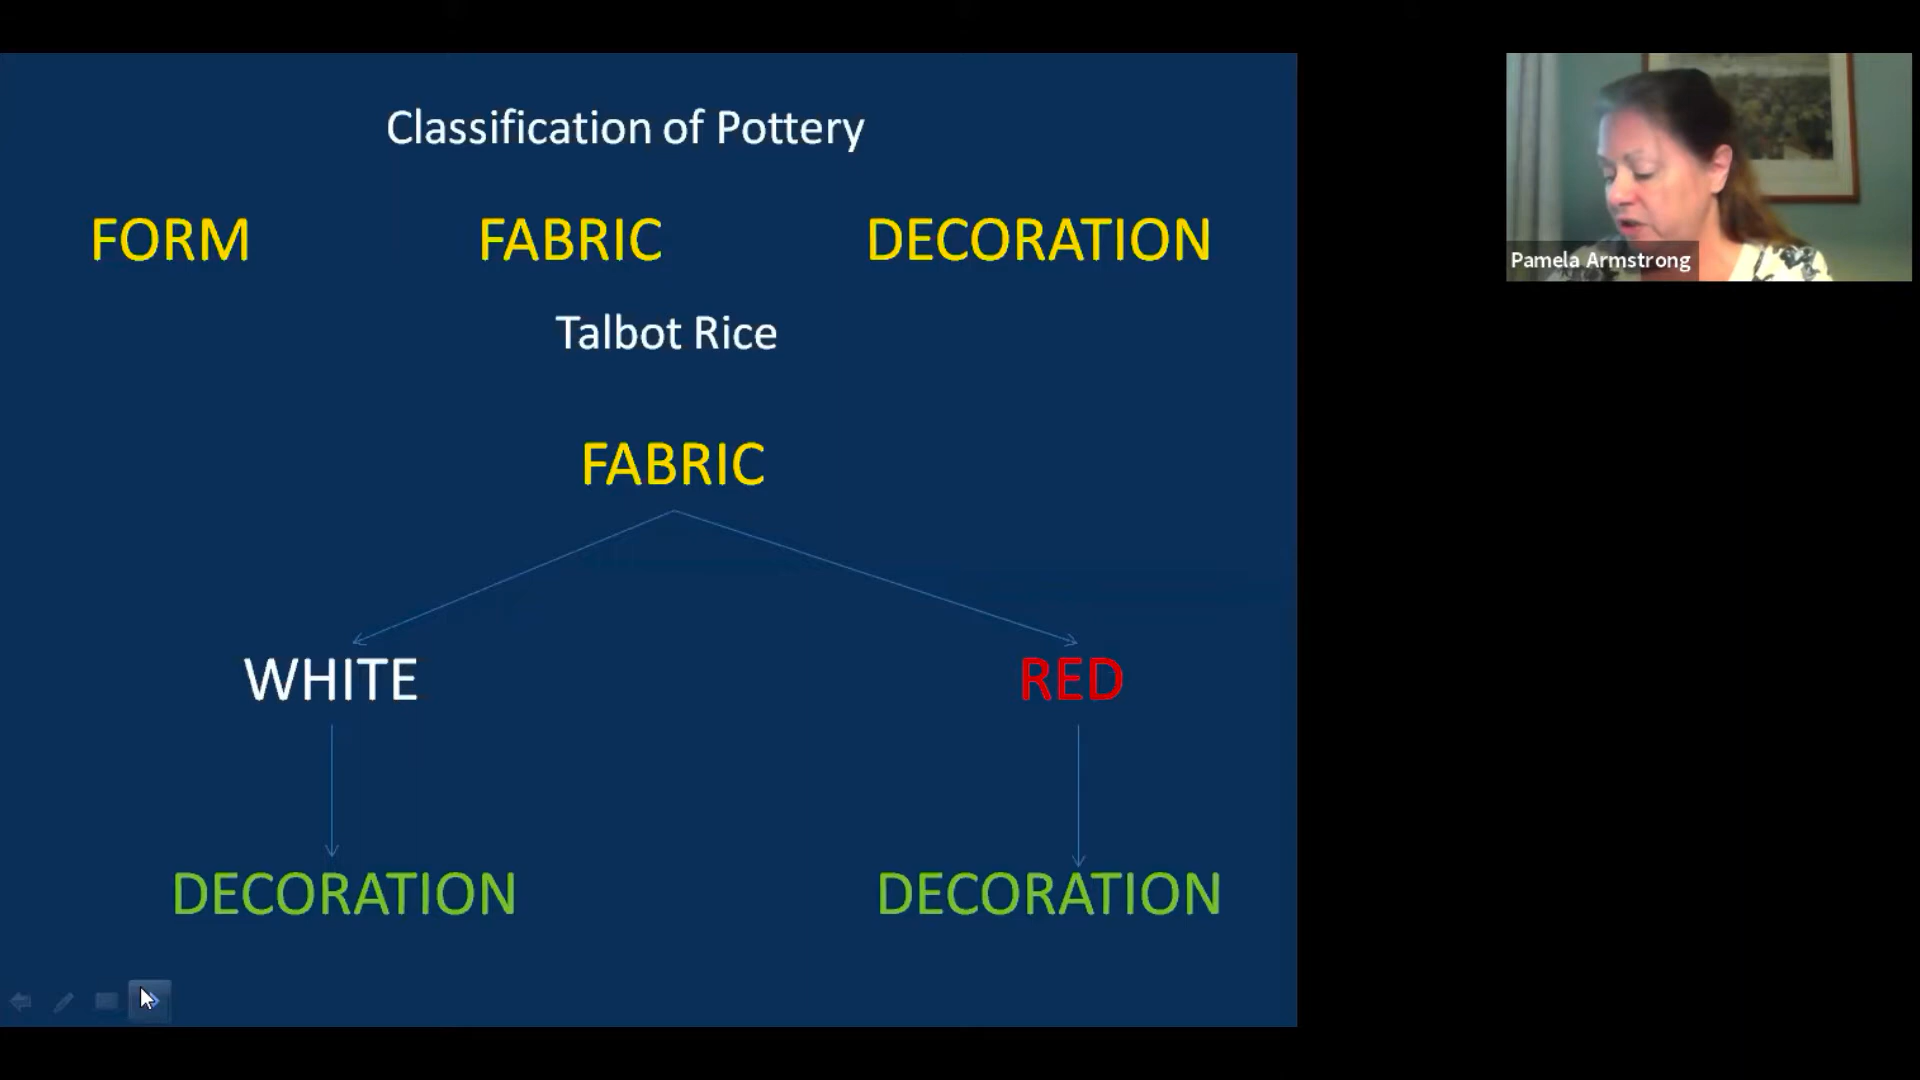 Classification of Pottery
FORM FABRIC DECORATION
Talbot Rice
FABRIC
WHITE RED
DECORATION DECORATION
Pamela Armstrong